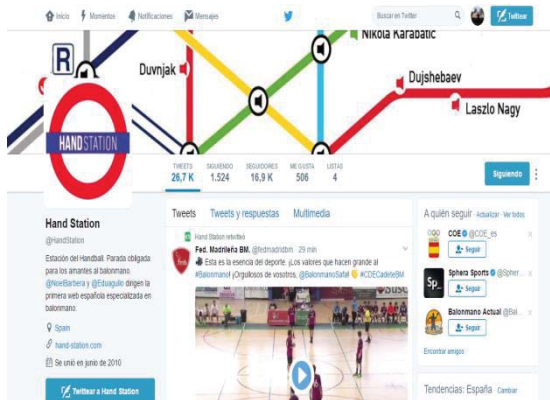 Inicio Momentos Notificaciones Mensajes Buscar en Twitter Twittear
Nikola Karabatic
R
Duvnjak
Dujshebaev
Laszlo Nagy
HANDSTATION
TWEETS SIGUIENDO SEGUIDORES ME GUSTA LISTAS
26,7 K 1.524 16,9 K 506 4
Siguiendo
Hand Station
@HandStation
Estación del Handball. Parada obligada
para los amantes al balonmano.
@NoelBarbera y @Eduagullo dirigen la
primera web española especializada en
balonmano.
Spain
hand-station.com
Se unió en junio de 2010
Twittear a Hand Station
Tweets Tweets y respuestas Multimedia
Hand Station retwitteó
Fed. Madrileña BM. @fedmadridbm · 29 min
Esta es la esencia del deporte. ¡Los valores que hacen grande al
#Balonmano! ¡Orgullosos de vosotros, @BalonmanoSafa! #CDECadeteBM
A quién seguir · Actualizar · Ver todos
COE @COE_es
Seguir
Sphera Sports @Spher...
Sp_
Seguir
Balonmano Actual @Bal...
Seguir
Encontrar amigos
Tendencias: España · Cambiar